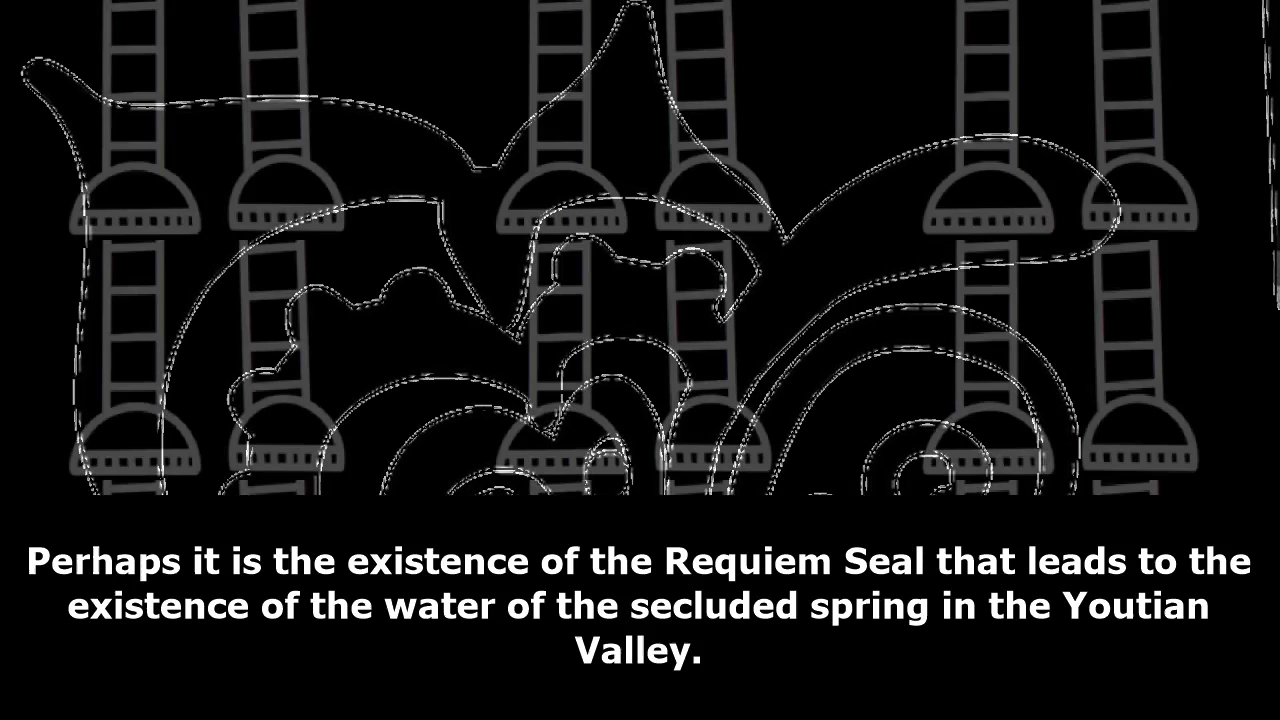 Perhaps it is the existence of the Requiem Seal that leads to the
existence of the water of the secluded spring in the Youtian
Valley.